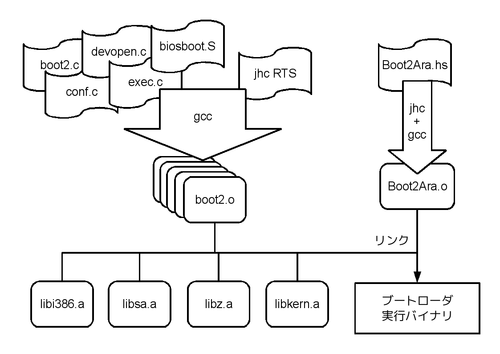 boot2.c
devopen.c
biosboot.S
conf.c
exec.c
jhc RTS
Boot2Ara.hs
gcc
jhc
+
gcc
boot2.o
Boot2Ara.o
リンク
libi386.a
libsa.a
libz.a
libkern.a
ブートローダ
実行バイナリ